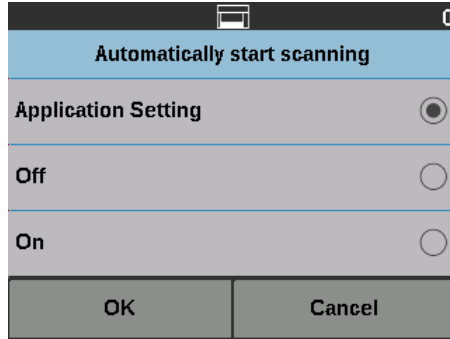 Automatically start scanning
Application Setting
Off
On
OK
Cancel